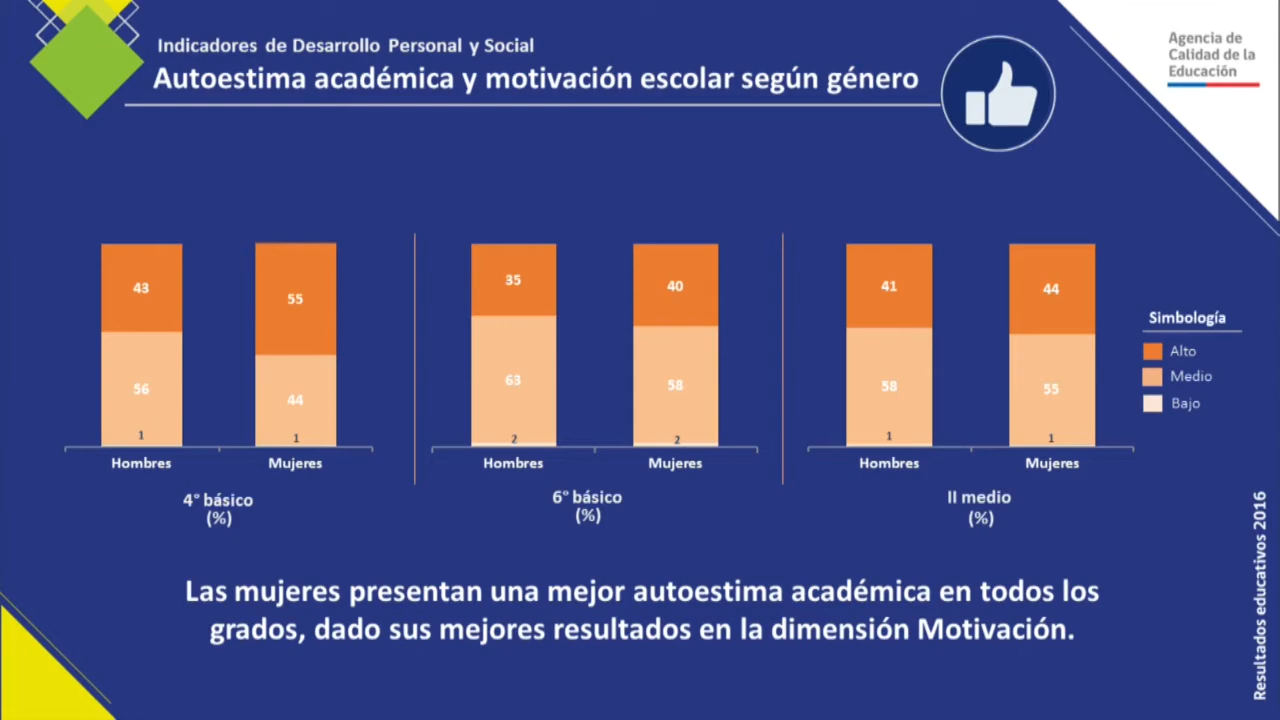 Indicadores de Desarrollo Personal y Social
Autoestima académica y motivación escolar según género
Agencia de
Calidad de la
Educación
43
55
56
44
1
1
Hombres
Mujeres
4° básico
(%)
35
40
63
58
2
2
Hombres
Mujeres
6° básico
(%)
41
44
58
55
1
1
Hombres
Mujeres
II medio
(%)
Simbología
Alto
Medio
Bajo
Las mujeres presentan una mejor autoestima académica en todos los
grados, dado sus mejores resultados en la dimensión Motivación.
Resultados educativos 2016